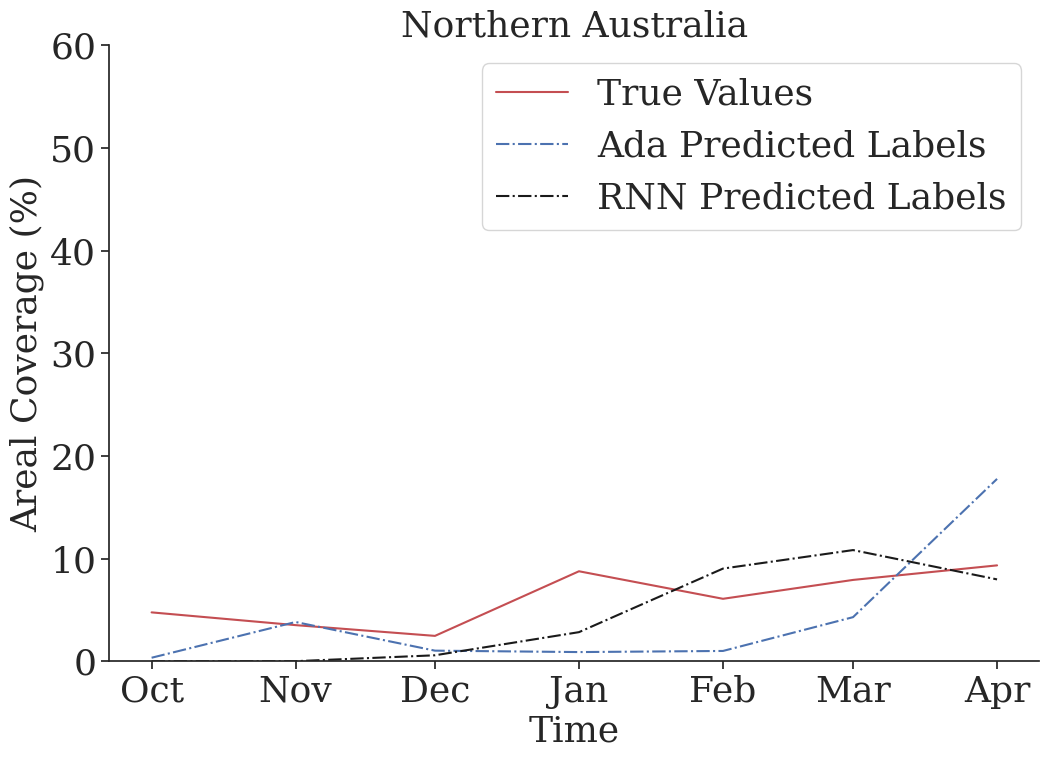 Northern Australia
60
50
40
30
20
10
0
Areal Coverage (%)
True Values
Ada Predicted Labels
RNN Predicted Labels
Oct Nov Dec Jan Feb Mar Apr
Time